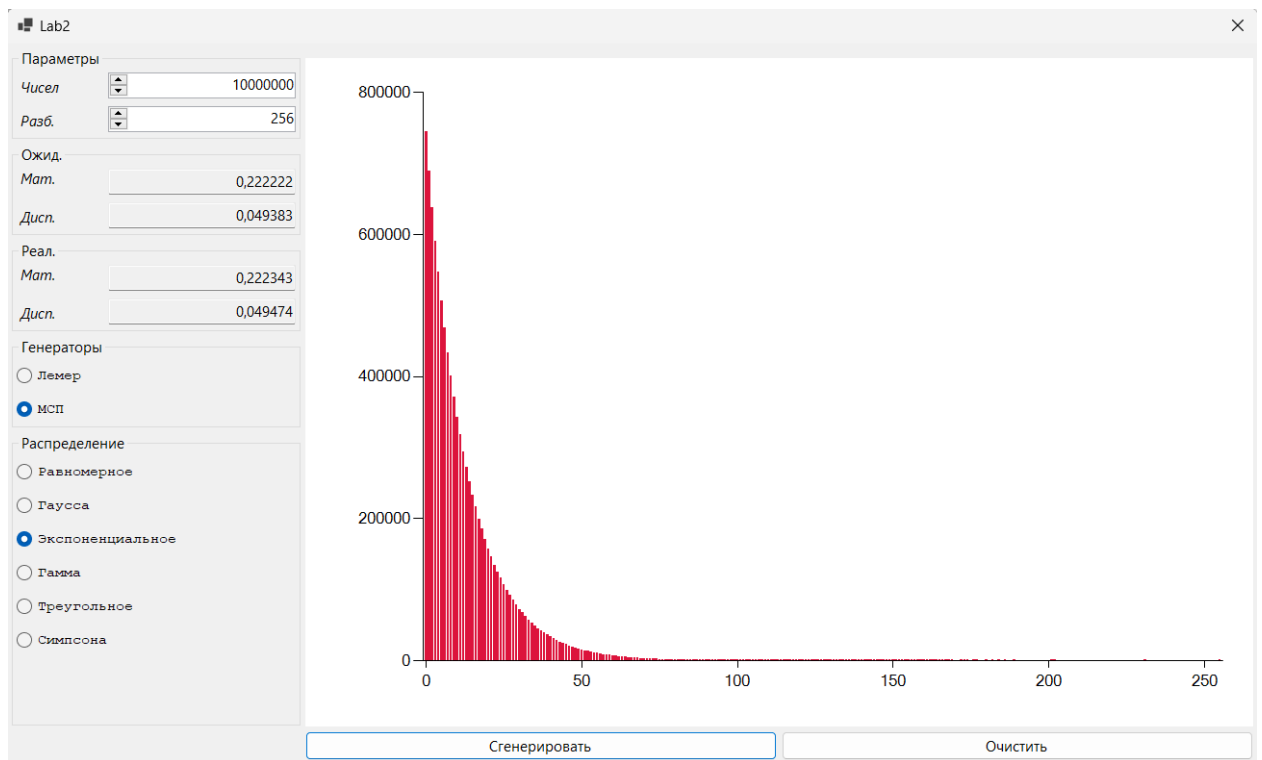 Lab2
Параметры
Чисел 10000000
Разб. 256
Ожид.
Мат. 0,222222
Дисп. 0,049383
Реал.
Мат. 0,222343
Дисп. 0,049474
Генераторы
Лемер
МСП
Распределение
Равномерное
Гаусса
Экспоненциальное
Гамма
Треугольное
Симпсона
800000
600000
400000
200000
0
0 50 100 150 200 250
Сгенерировать Очистить